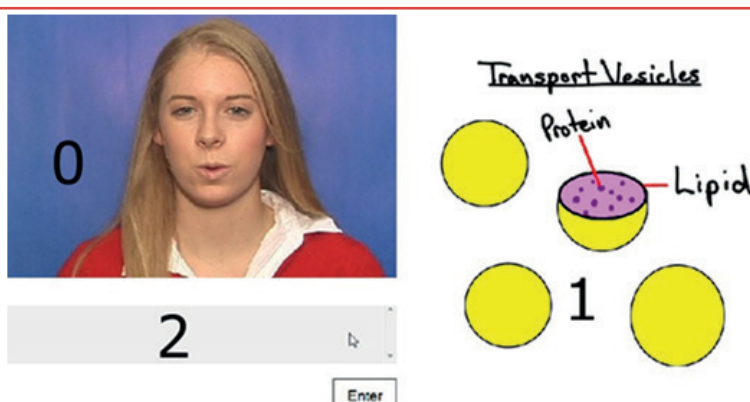 0
Transport Vesicles
Protein
Lipid
1
2
Enter